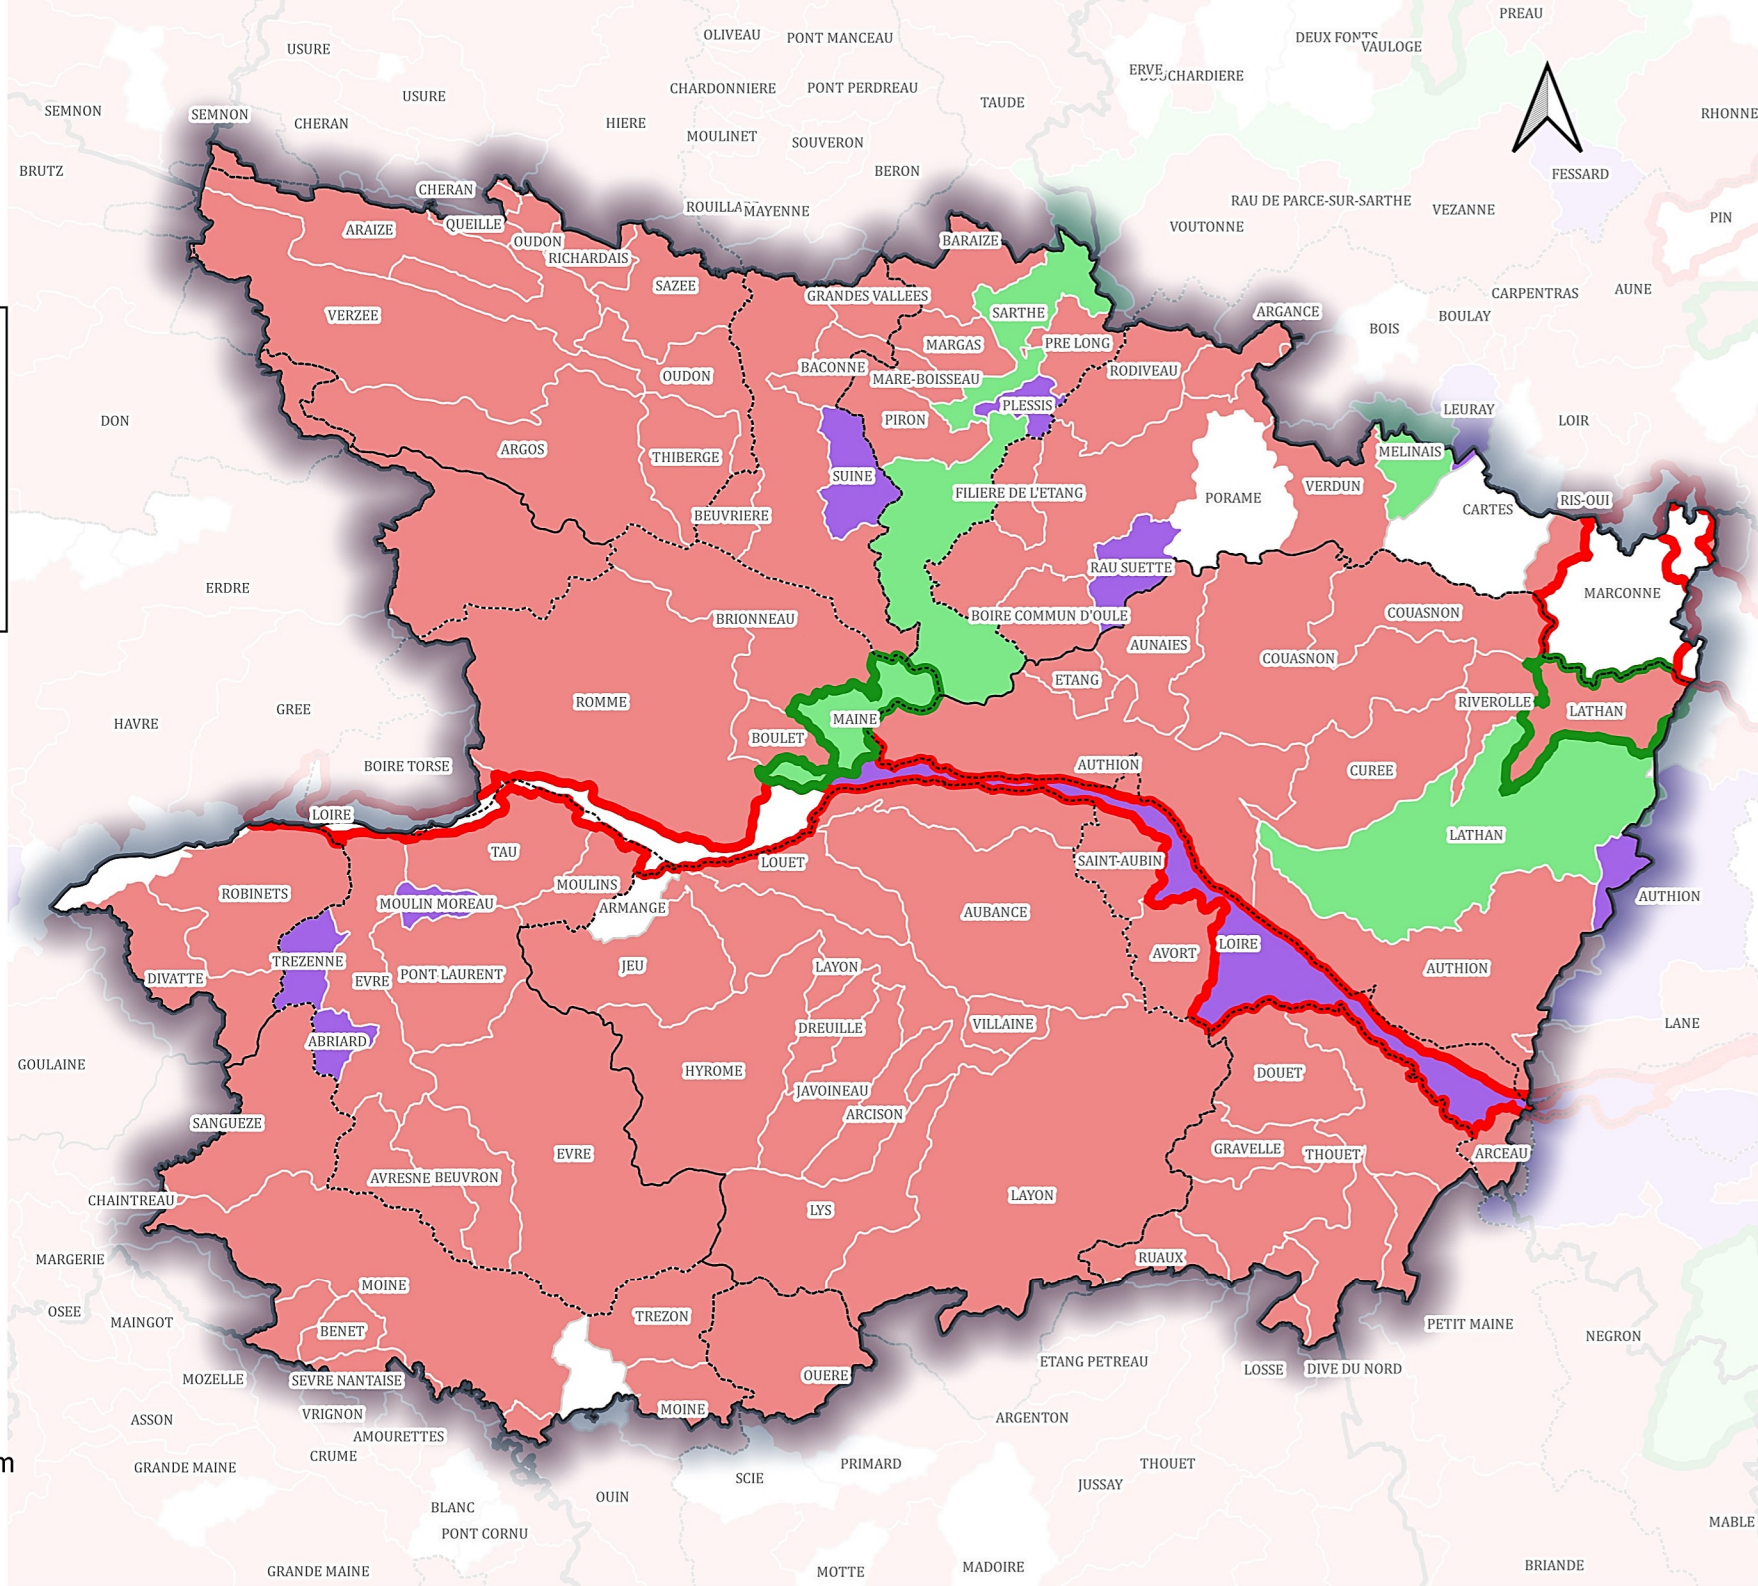 PREAU
OLIVEAU
PONT MANCEAU
DEUX FONTS
VAULOGE
USURE
ERVE
CHARDONNIERE
PONT PERDREAU
USURE
TAUDE
SEMNON
SEMNON
CHERAN
HIERE
MOULINET
SOUVERON
RHONNE
BRUTZ
BERON
FESSARD
CHERAN
MAYENNE
RAU DE PARCE-SUR-SARTHE
VEZANNE
PIN
ARAIZE
QUEILLE
VOUTONNE
OUDON
BARAIZE
RICHARDAIS
SAZEE
GRANDES VALLEES
CARPENTRAS
AUNE
VERZEE
SARTHE
ARGANCE
BOULAY
BOIS
MARGAS
PRE LONG
BACONNE
RODIVEAU
OUDON
MARE-BOISSEAU
PLESSIS
LEURAY
DON
PIRON
LOIR
ARGOS
THIBERGE
MELINAIS
SUINE
VERDUN
FILIERE DE L'ETANG
PORAME
RIS-OUI
BEUVRIERE
CARTES
RAU SUETTE
ERDRE
MARCONNE
BRIONNEAU
BOIRE COMMUN D'OULE
COUASNON
AUNAIES
COUASNON
ETANG
ROMME
RIVEROLLE
LATHAN
HAVRE
GREE
MAINE
BOULET
BOIRE TORSE
AUTHION
CUREE
LOIRE
LATHAN
TAU
LOUET
SAINT-AUBIN
MOULINS
ROBINETS
MOULIN MOREAU
ARMANGE
AUBANCE
AUTHION
LOIRE
TREZENNE
JEU
LAYON
AVORT
AUTHION
DIVATTE
EVRE
PONT LAURENT
DREUILLE
VILLAINE
LANE
ABRIARD
GOULAINE
HYROME
DOUET
JAVOINEAU
ARCISON
SANGUEZE
EVRE
GRAVELLE
THOUET
ARCEAU
AVRESNE
BEUVRON
CHAINTREAU
LYS
LAYON
MARGERIE
RUAUX
MOINE
OSEE
MAINGOT
TREZON
PETIT MAINE
BENET
NEGRON
ETANG PETREAU
LOSSE
DIVE DU NORD
MOZELLE
SEVRE NANTAISE
OUERE
VRIGNON
MOINE
ASSON
ARGENTON
AMOURETTES
CRUME
m
GRANDE MAINE
PRIMARD
THOUET
SCIE
JUSSAY
OUIN
BLANC
PONT CORNU
MABLE
GRANDE MAINE
MOTTE
MADOIRE
BRIANDE